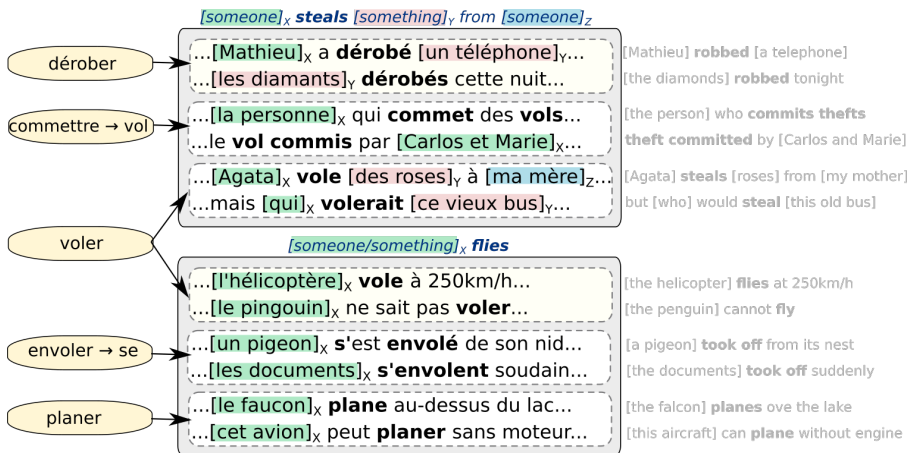 [someone]X steals [something]Y from [someone]Z
dérober
...[Mathieu]X a dérobé [un téléphone]Y...
[Mathieu] robbed [a telephone]
...[les diamants]Y dérobés cette nuit...
[the diamonds] robbed tonight
commettre → vol
...[la personne]X qui commet des vols...
[the person] who commits thefts
...le vol commis par [Carlos et Marie]X...
theft committed by [Carlos and Marie]
...[Agata]X vole [des roses]Y à [ma mère]Z...
[Agata] steals [roses] from [my mother]
...mais [qui]X volerait [ce vieux bus]Y...
but [who] would steal [this old bus]
voler
[someone/something]X flies
...[l'hélicoptère]X vole à 250km/h...
[the helicopter] flies at 250km/h
...[le pingouin]X ne sait pas voler...
[the penguin] cannot fly
envoler → se
...[un pigeon]X s'est envolé de son nid...
[a pigeon] took off from its nest
...[les documents]X s'envolent soudain...
[the documents] took off suddenly
planer
...[le faucon]X plane au-dessus du lac...
[the falcon] planes ove the lake
...[cet avion]X peut planer sans moteur...
[this aircraft] can plane without engine